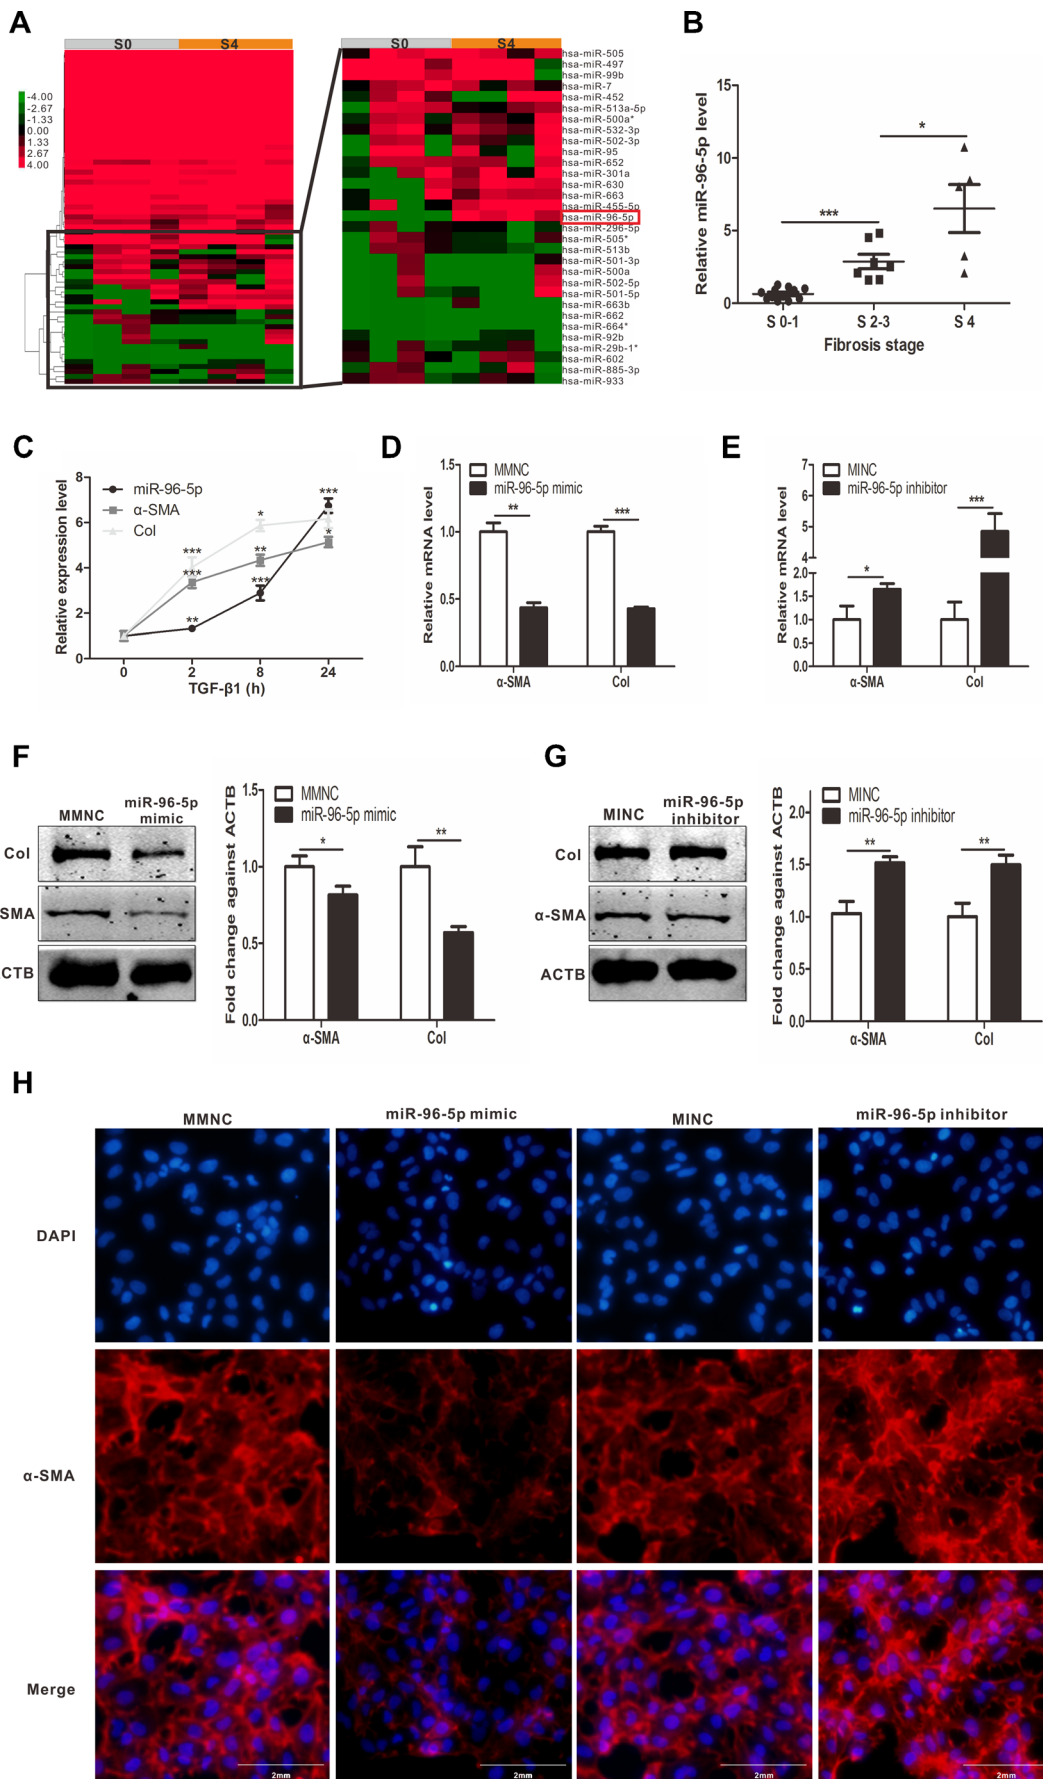 A
S0
S4
-4.00
-2.67
-1.33
0.00
1.33
2.67
4.00
S0
S4
hsa-miR-505
hsa-miR-497
hsa-miR-99b
hsa-miR-7
hsa-miR-452
hsa-miR-513a-5p
hsa-miR-500a*
hsa-miR-532-3p
hsa-miR-502-3p
hsa-miR-95
hsa-miR-652
hsa-miR-301a
hsa-miR-630
hsa-miR-663
hsa-miR-455-5p
hsa-miR-96-5p
hsa-miR-296-5p
hsa-miR-505*
hsa-miR-513b
hsa-miR-501-3p
hsa-miR-500a
hsa-miR-502-5p
hsa-miR-501-5p
hsa-miR-663b
hsa-miR-662
hsa-miR-664*
hsa-miR-92b
hsa-miR-29b-1*
hsa-miR-602
hsa-miR-885-3p
hsa-miR-933
B
Relative miR-96-5p level
15
10
5
0
***
*
S 0-1
S 2-3
S 4
Fibrosis stage
C
Relative expression level
8
6
4
2
0
miR-96-5p
α-SMA
Col
***
***
**
*
**
***
***
*
0
2
8
24
TGF-β1 (h)
D
Relative mRNA level
1.5
1.0
0.5
0.0
MMNC
miR-96-5p mimic
**
***
α-SMA
Col
E
Relative mRNA level
7
6
5
4
2.0
1.5
1.0
0.5
0.0
MINC
miR-96-5p inhibitor
*
***
α-SMA
Col
F
MMNC
miR-96-5p
mimic
Col
SMA
CTB
Fold change against ACTB
1.5
1.0
0.5
0.0
MMNC
miR-96-5p mimic
*
**
α-SMA
Col
G
MINC
miR-96-5p
inhibitor
Col
α-SMA
ACTB
Fold change against ACTB
2.0
1.5
1.0
0.5
0.0
MINC
miR-96-5p inhibitor
**
**
α-SMA
Col
H
MMNC
miR-96-5p mimic
MINC
miR-96-5p inhibitor
DAPI
α-SMA
Merge
2mm
2mm
2mm
2mm